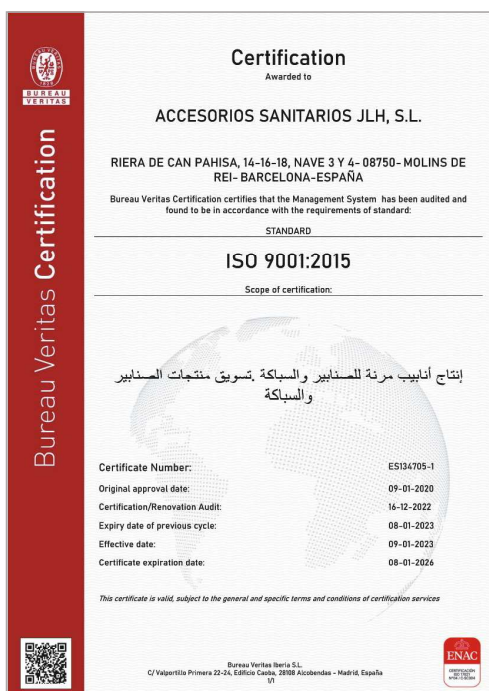 BUREAU
VERITAS
Bureau Veritas Certification
Certification
Awarded to
ACCESORIOS SANITARIOS JLH, S.L.
RIERA DE CAN PAHISA, 14-16-18, NAVE 3 Y 4- 08750- MOLINS DE
REI- BARCELONA-ESPAÑA
Bureau Veritas Certification certifies that the Management System has been audited and
found to be in accordance with the requirements of standard:
STANDARD
ISO 9001:2015
Scope of certification:
إنتاج أنابيب مرنة للصنابير والسباكة .تسويق منتجات الصنابير
والسباكة
Certificate Number: ES134705-1
Original approval date: 09-01-2020
Certification/Renovation Audit: 16-12-2022
Expiry date of previous cycle: 08-01-2023
Effective date: 09-01-2023
Certificate expiration date: 08-01-2026
This certificate is valid, subject to the general and specific terms and conditions of certification services
Bureau Veritas Iberia S.L.
C/ Valportillo Primera 22-24, Edificio Caoba, 28108 Alcobendas - Madrid, España
1/1
ENAC
CERTIFICACIÓN